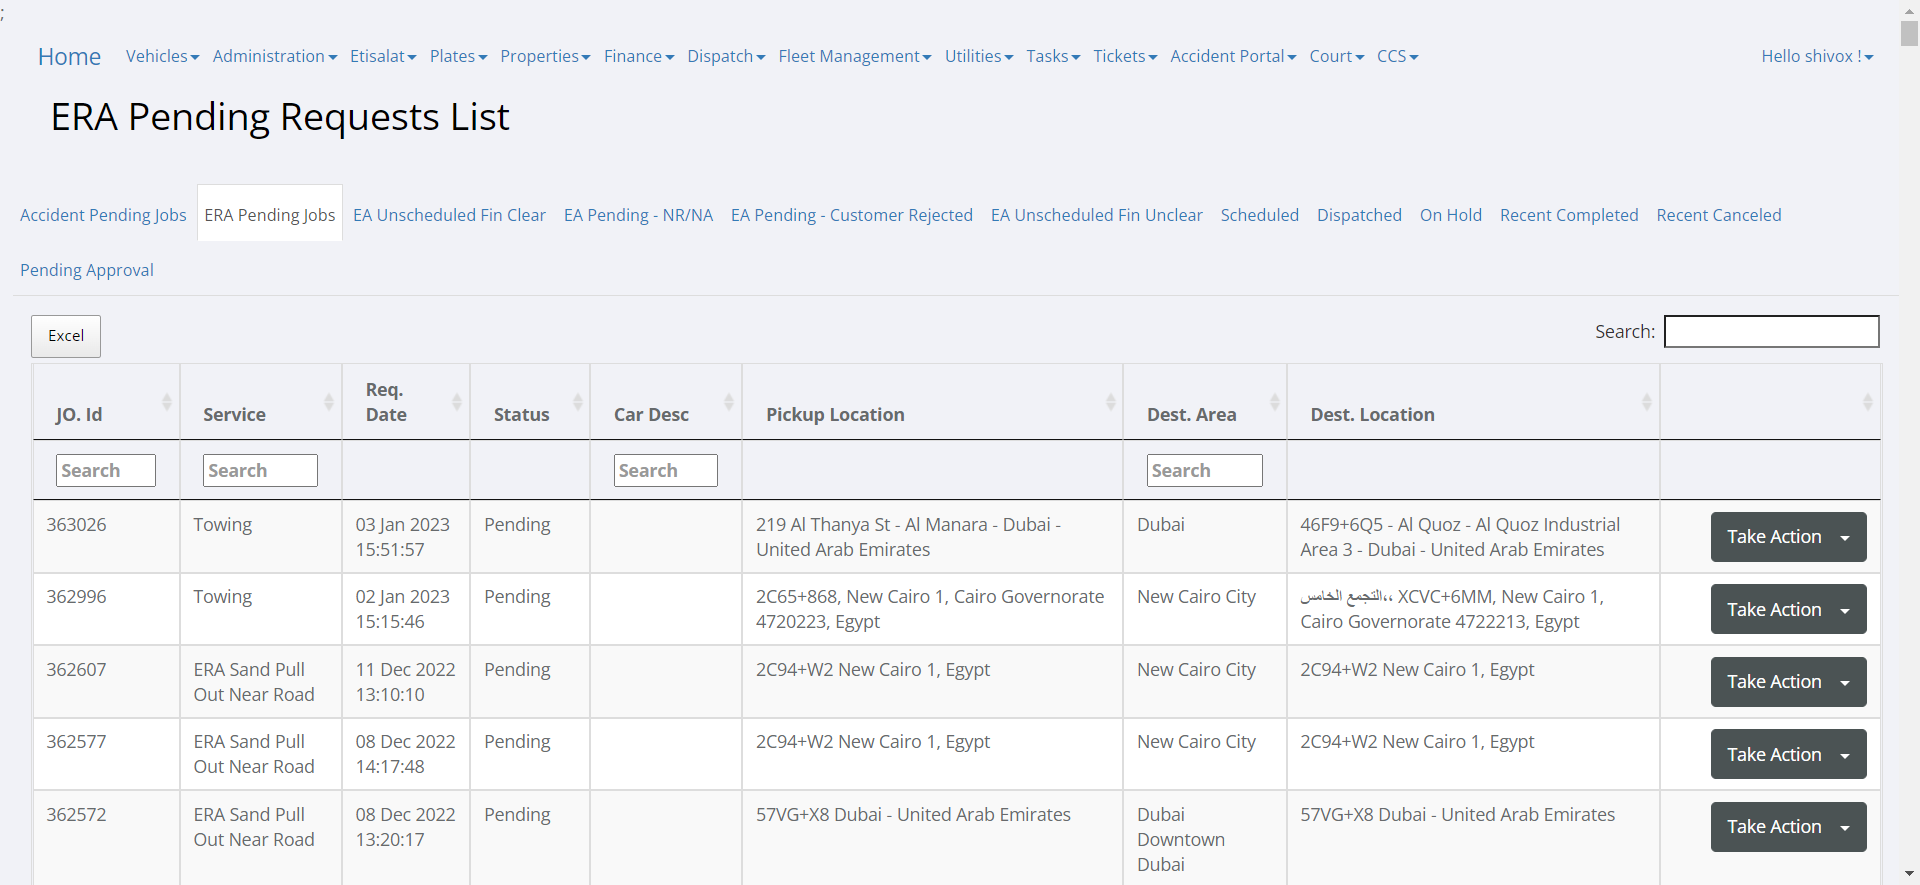 ;
Home Vehicles Administration Etisalat Plates Properties Finance Dispatch Fleet Management Utilities Tasks Tickets Accident Portal Court CCS Hello shivox !
ERA Pending Requests List
Accident Pending Jobs ERA Pending Jobs EA Unscheduled Fin Clear EA Pending - NR/NA EA Pending - Customer Rejected EA Unscheduled Fin Unclear Scheduled Dispatched On Hold Recent Completed Recent Canceled
Pending Approval
Excel Search:
JO. Id Service Req. Date Status Car Desc Pickup Location Dest. Area Dest. Location
Search Search Search Search
363026 Towing 03 Jan 2023 Pending 219 Al Thanya St - Al Manara - Dubai - Dubai 46F9+6Q5 - Al Quoz - Al Quoz Industrial Take Action
15:51:57 United Arab Emirates Area 3 - Dubai - United Arab Emirates
362996 Towing 02 Jan 2023 Pending 2C65+868, New Cairo 1, Cairo Governorate New Cairo City التجمع الخامس،، XCVC+6MM, New Cairo 1, Take Action
15:15:46 4720223, Egypt Cairo Governorate 4722213, Egypt
362607 ERA Sand Pull 11 Dec 2022 Pending 2C94+W2 New Cairo 1, Egypt New Cairo City 2C94+W2 New Cairo 1, Egypt Take Action
Out Near Road 13:10:10
362577 ERA Sand Pull 08 Dec 2022 Pending 2C94+W2 New Cairo 1, Egypt New Cairo City 2C94+W2 New Cairo 1, Egypt Take Action
Out Near Road 14:17:48
362572 ERA Sand Pull 08 Dec 2022 Pending 57VG+X8 Dubai - United Arab Emirates Dubai 57VG+X8 Dubai - United Arab Emirates Take Action
Out Near Road 13:20:17 Downtown
Dubai